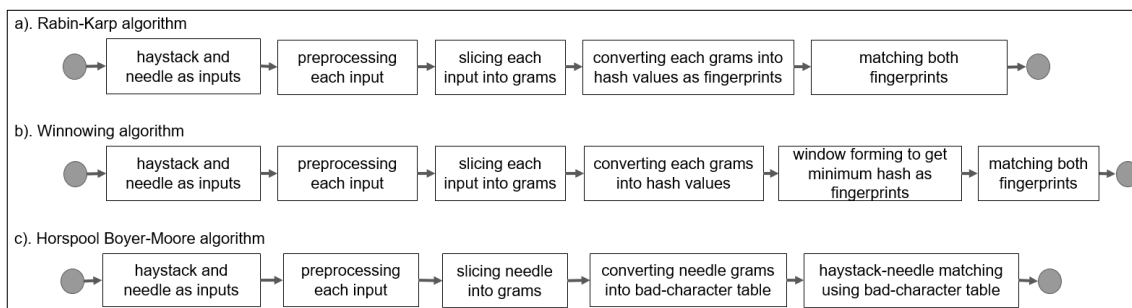 a). Rabin-Karp algorithm
haystack and
needle as inputs
preprocessing
each input
slicing each
input into grams
converting each grams into
hash values as fingerprints
matching both
fingerprints
b). Winnowing algorithm
haystack and
needle as inputs
preprocessing
each input
slicing each
input into grams
converting each grams
into hash values
window forming to get
minimum hash as
fingerprints
matching both
fingerprints
c). Horspool Boyer-Moore algorithm
haystack and
needle as inputs
preprocessing
each input
slicing needle
into grams
converting needle grams
into bad-character table
haystack-needle matching
using bad-character table